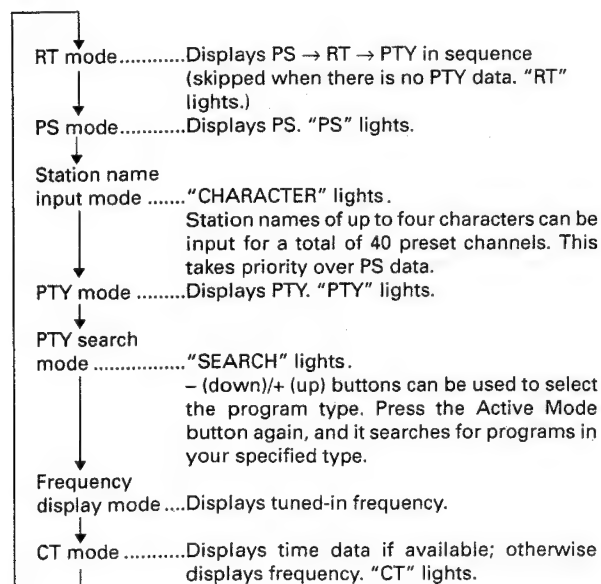 RT mode............Displays PS → RT → PTY in sequence
(skipped when there is no PTY data. “RT”
lights.)
PS mode............Displays PS. “PS” lights.
Station name
input mode .......“CHARACTER” lights.
Station names of up to four characters can be
input for a total of 40 preset channels. This
takes priority over PS data.
PTY mode .........Displays PTY. “PTY” lights.
PTY search
mode .................“SEARCH” lights.
– (down)/+ (up) buttons can be used to select
the program type. Press the Active Mode
button again, and it searches for programs in
your specified type.
Frequency
display mode ....Displays tuned-in frequency.
CT mode ...........Displays time data if available; otherwise
displays frequency. “CT” lights.